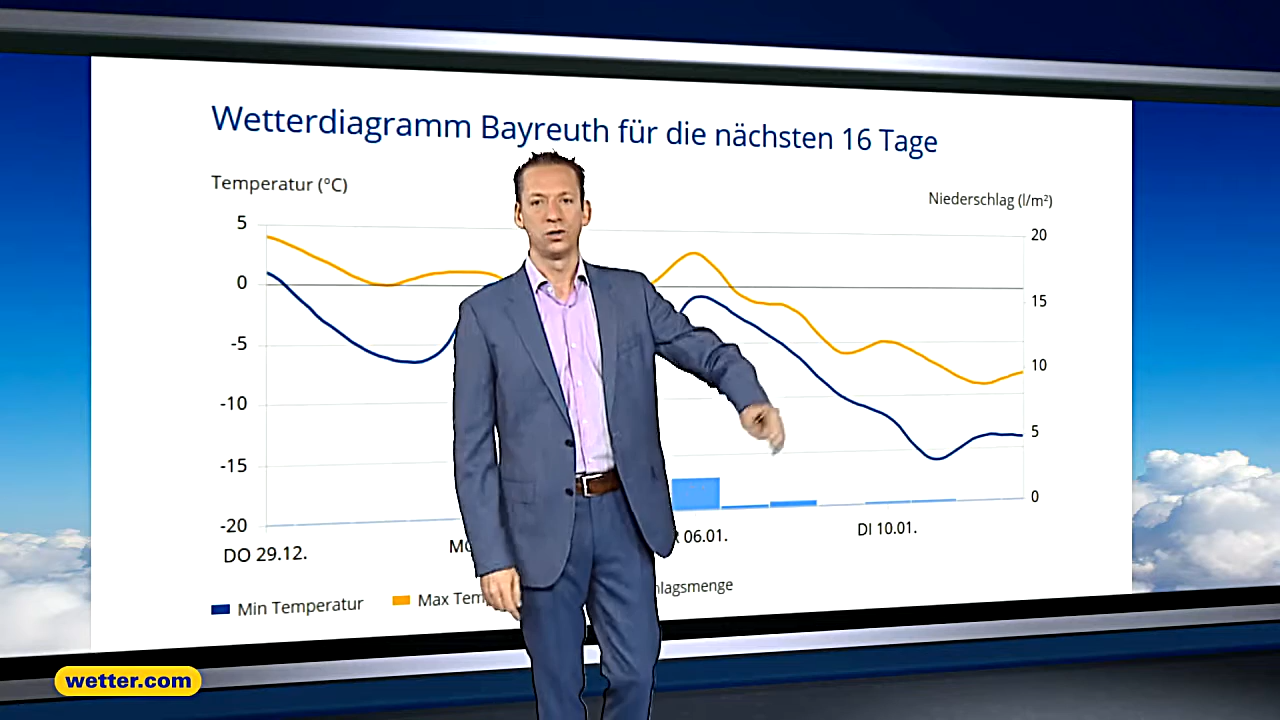 Wetterdiagramm Bayreuth für die nächsten 16 Tage
Temperatur (°C)
Niederschlag (l/m²)
5
0
-5
-10
-15
-20
20
15
10
5
0
DO 29.12.
06.01.
DI 10.01.
Min Temperatur
Max
wetter.com